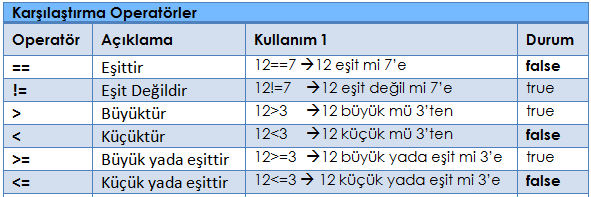 Karşılaştırma Operatörler
Operatör Açıklama Kullanım 1 Durum
== Eşittir 12==7 →12 eşit mi 7’e false
!= Eşit Değildir 12!=7 →12 eşit değil mi 7’e true
> Büyüktür 12>3 →12 büyük mü 3’ten true
< Küçüktür 12<3 →12 küçük mü 3’ten false
>= Büyük yada eşittir 12>=3 →12 büyük yada eşit mi 3’e true
<= Küçük yada eşittir 12<=3 → 12 küçük yada eşit mi 3’e false